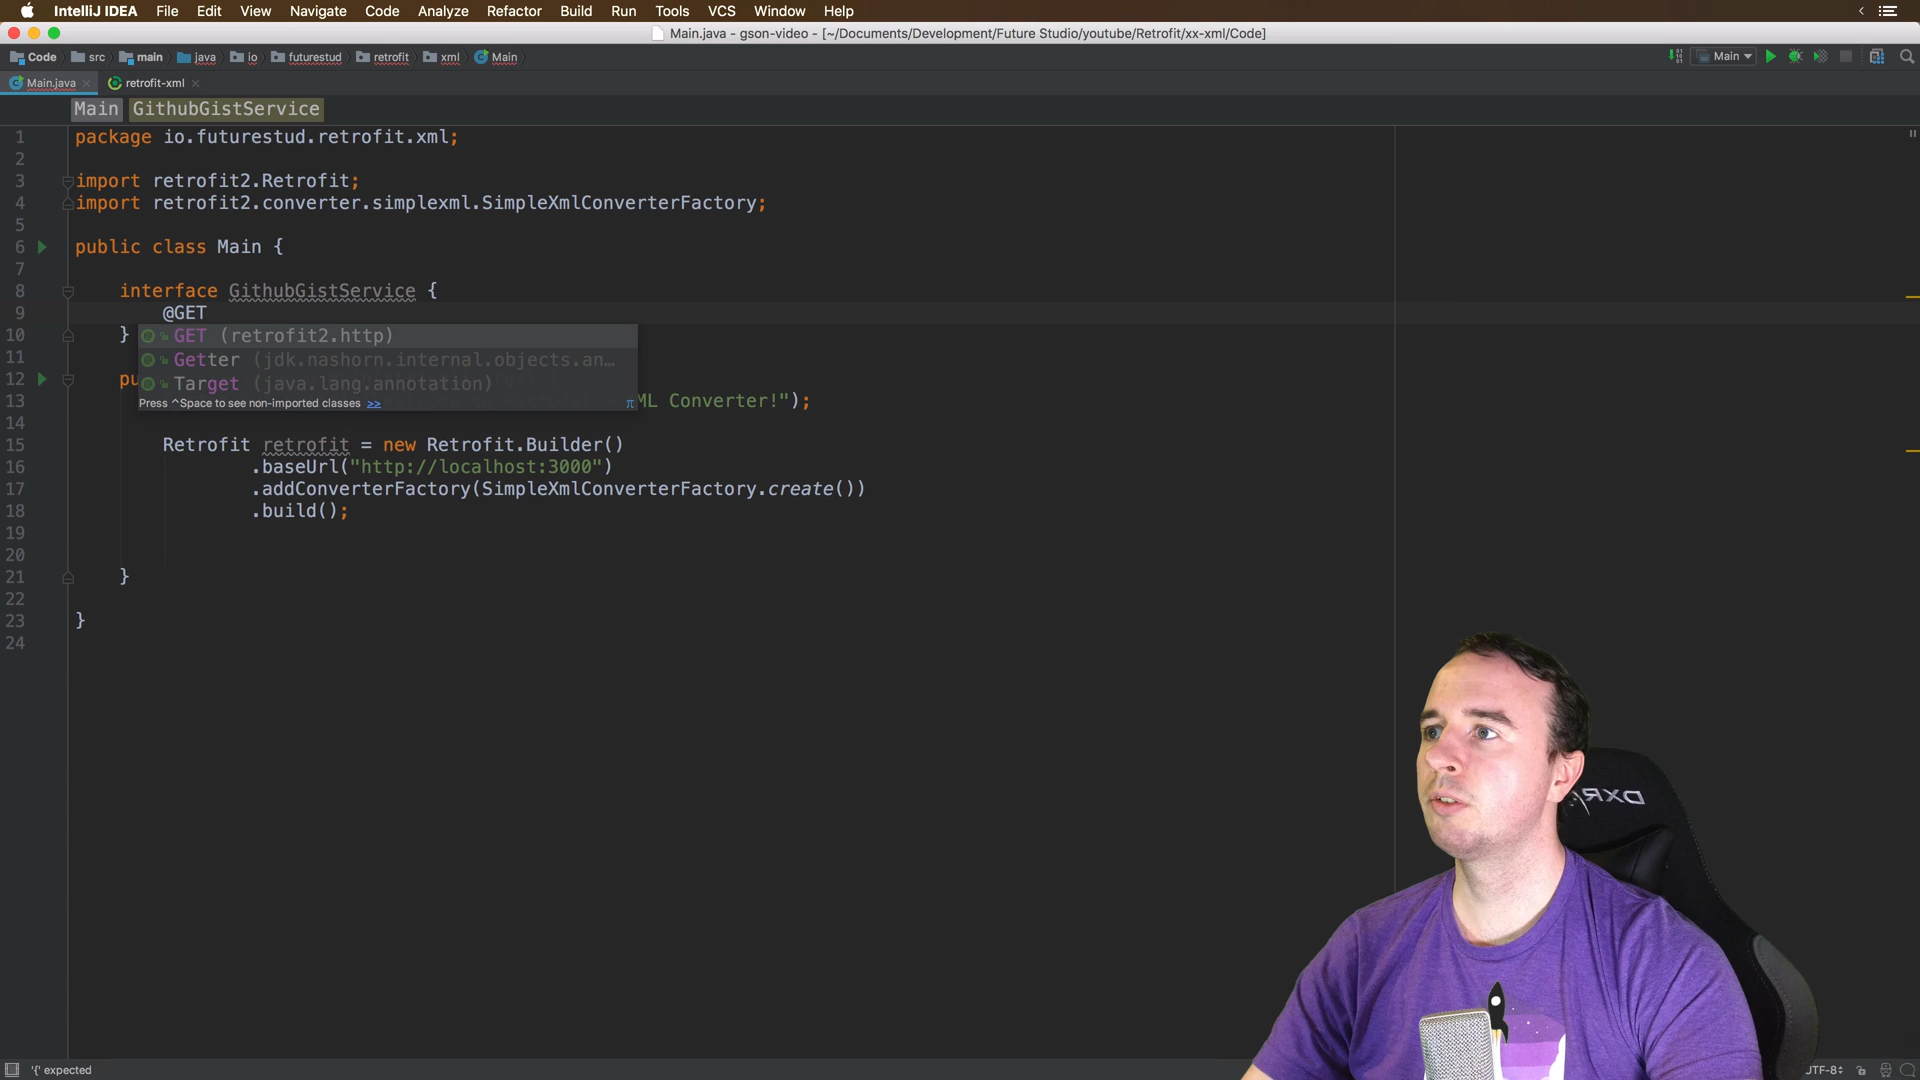 IntelliJ IDEA File Edit View Navigate Code Analyze Refactor Build Run Tools VCS Window Help
Main.java - gson-video - [~/Documents/Development/Future Studio/youtube/Retrofit/xx-xml/Code]
Code src main java io futurestud retrofit xml Main
Main
Main.java retrofit-xml
Main GithubGistService
1 package io.futurestud.retrofit.xml;
2
3 import retrofit2.Retrofit;
4 import retrofit2.converter.simplexml.SimpleXmlConverterFactory;
5
6 public class Main {
7
8 interface GithubGistService {
9 @GET
10 }
GET (retrofit2.http)
11
Getter (jdk.nashorn.internal.objects.an…
12 pu
Target (java.lang.annotation)
13 ML Converter!");
Press ^Space to see non-imported classes >> π
14
15 Retrofit retrofit = new Retrofit.Builder()
16 .baseUrl("http://localhost:3000")
17 .addConverterFactory(SimpleXmlConverterFactory.create())
18 .build();
19
20
21 }
22
23 }
24
DXR
'{' expected
UTF-8